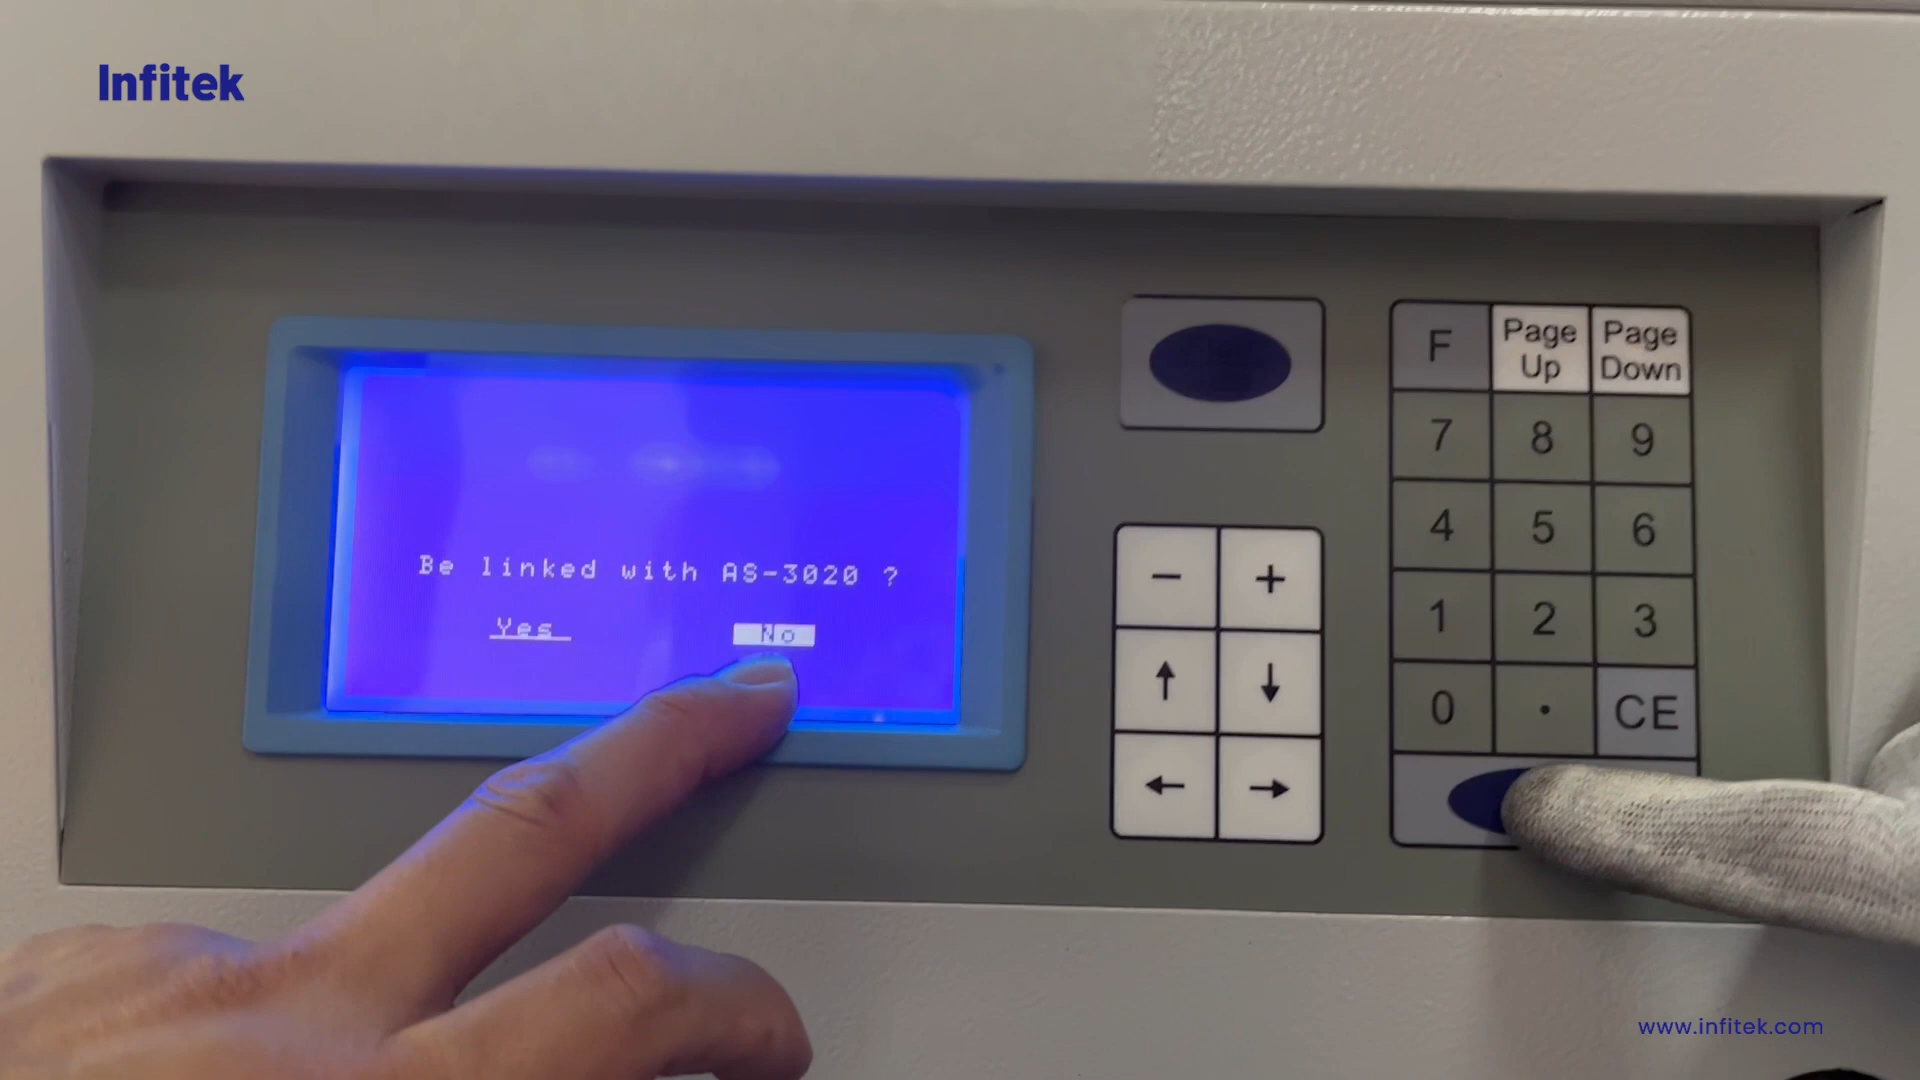 Infitek
Be linked with AS-3020 ?
Yes No
F Page Up Page Down
7 8 9
4 5 6
1 2 3
0 . CE
- +
↑ ↓
← →
www.infitek.com